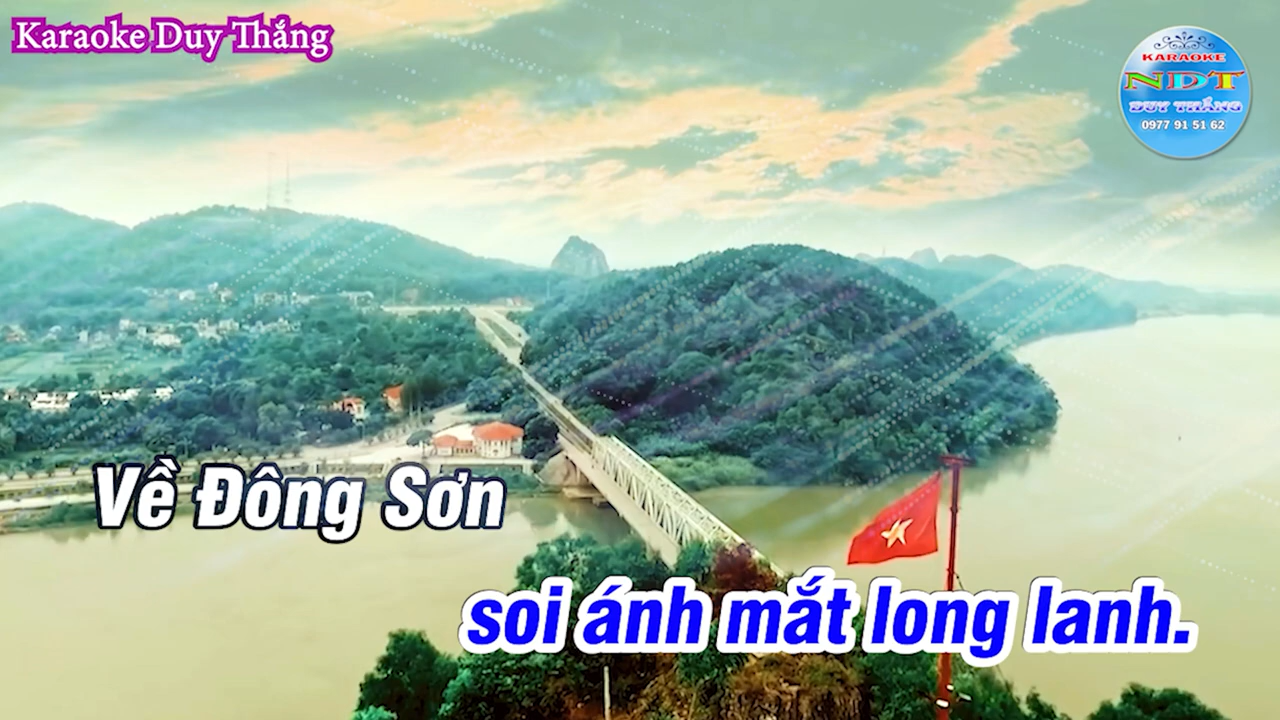 Karaoke Duy Thắng
KARAOKE
NDT
DUY THẮNG
0977 91 51 62
Về Đông Sơn
soi ánh mắt long lanh.